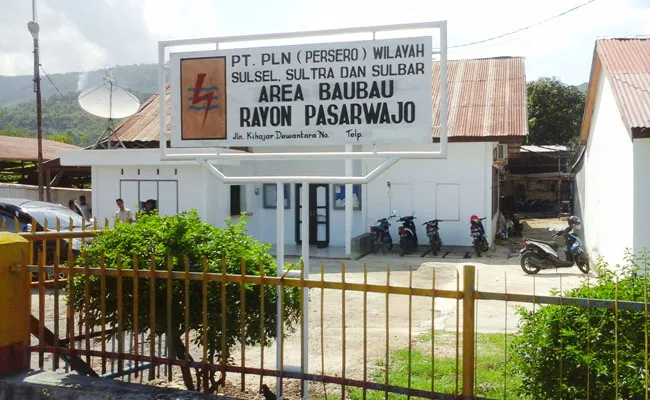 PT. PLN (PERSERO) WILAYAH
SULSEL, SULTRA DAN SULBAR
AREA BAUBAU
RAYON PASARWAJO
Jln. Kihajar Dewantara No. Telp.